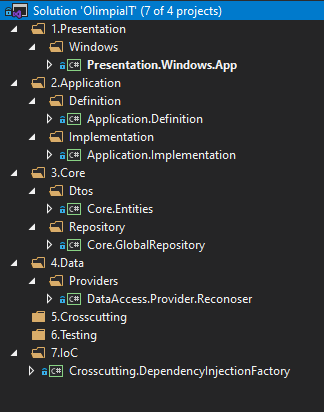 Solution 'OlimpiaIT' (7 of 4 projects)
1.Presentation
Windows
C# Presentation.Windows.App
2.Application
Definition
C# Application.Definition
Implementation
C# Application.Implementation
3.Core
Dtos
C# Core.Entities
Repository
C# Core.GlobalRepository
4.Data
Providers
C# DataAccess.Provider.Reconoser
5.Crosscutting
6.Testing
7.IoC
C# Crosscutting.DependencyInjectionFactory